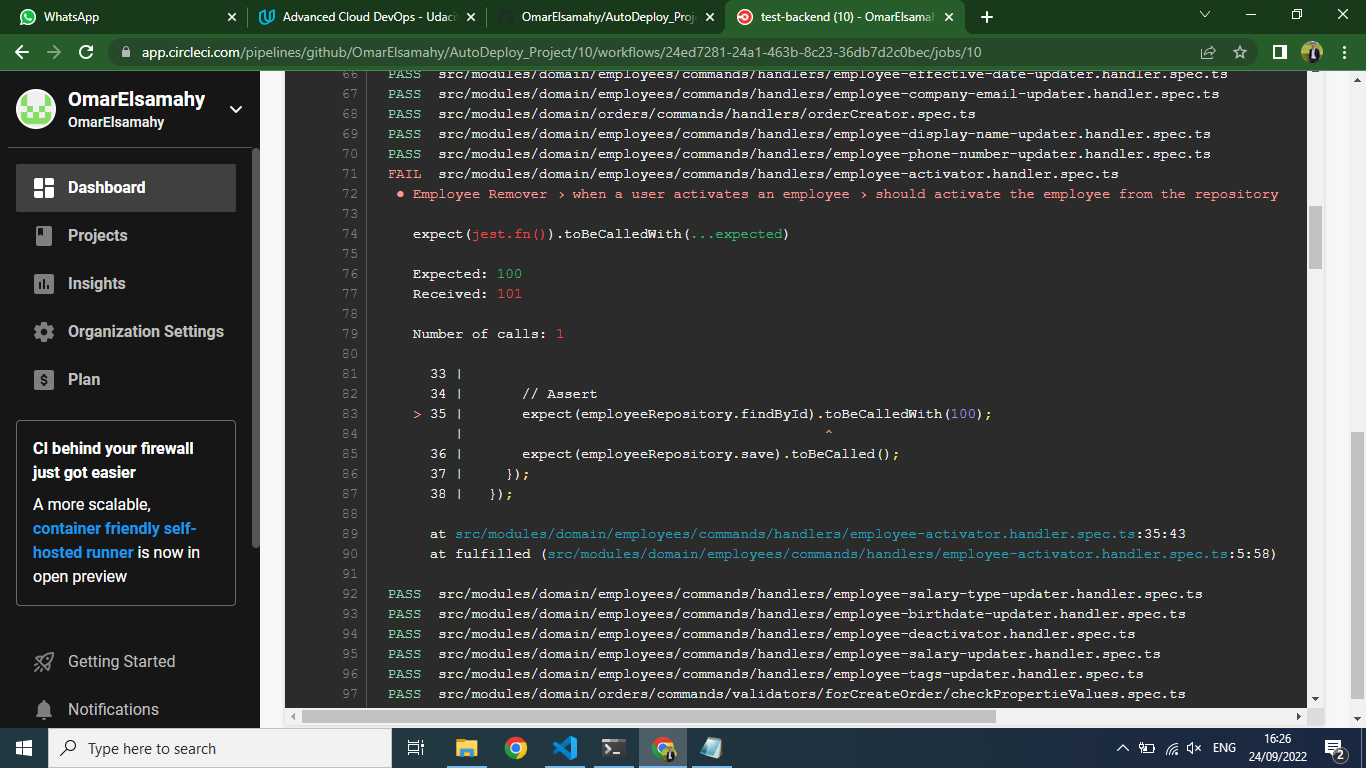 WhatsApp
Advanced Cloud DevOps - Udaci
OmarElsamahy/AutoDeploy_Proje
test-backend (10) - OmarElsamah
app.circleci.com/pipelines/github/OmarElsamahy/AutoDeploy_Project/10/workflows/24ed7281-24a1-463b-8c23-36db7d2c0bec/jobs/10
OmarElsamahy
OmarElsamahy
Dashboard
Projects
Insights
Organization Settings
Plan
CI behind your firewall
just got easier
A more scalable,
container friendly self-
hosted runner is now in
open preview
Getting Started
Notifications
66 PASS src/modules/domain/employees/commands/handlers/employee-effective-date-updater.handler.spec.ts
67 PASS src/modules/domain/employees/commands/handlers/employee-company-email-updater.handler.spec.ts
68 PASS src/modules/domain/orders/commands/handlers/orderCreator.spec.ts
69 PASS src/modules/domain/employees/commands/handlers/employee-display-name-updater.handler.spec.ts
70 PASS src/modules/domain/employees/commands/handlers/employee-phone-number-updater.handler.spec.ts
71 FAIL src/modules/domain/employees/commands/handlers/employee-activator.handler.spec.ts
72 ● Employee Remover › when a user activates an employee › should activate the employee from the repository
73
74 expect(jest.fn()).toBeCalledWith(...expected)
75
76 Expected: 100
77 Received: 101
78
79 Number of calls: 1
80
81 33 |
82 34 | // Assert
83 > 35 | expect(employeeRepository.findById).toBeCalledWith(100);
84 | ^
85 36 | expect(employeeRepository.save).toBeCalled();
86 37 | });
87 38 | });
88
89 at src/modules/domain/employees/commands/handlers/employee-activator.handler.spec.ts:35:43
90 at fulfilled (src/modules/domain/employees/commands/handlers/employee-activator.handler.spec.ts:5:58)
91
92 PASS src/modules/domain/employees/commands/handlers/employee-salary-type-updater.handler.spec.ts
93 PASS src/modules/domain/employees/commands/handlers/employee-birthdate-updater.handler.spec.ts
94 PASS src/modules/domain/employees/commands/handlers/employee-deactivator.handler.spec.ts
95 PASS src/modules/domain/employees/commands/handlers/employee-salary-updater.handler.spec.ts
96 PASS src/modules/domain/employees/commands/handlers/employee-tags-updater.handler.spec.ts
97 PASS src/modules/domain/orders/commands/validators/forCreateOrder/checkPropertieValues.spec.ts
Type here to search
ENG
16:26
24/09/2022
2